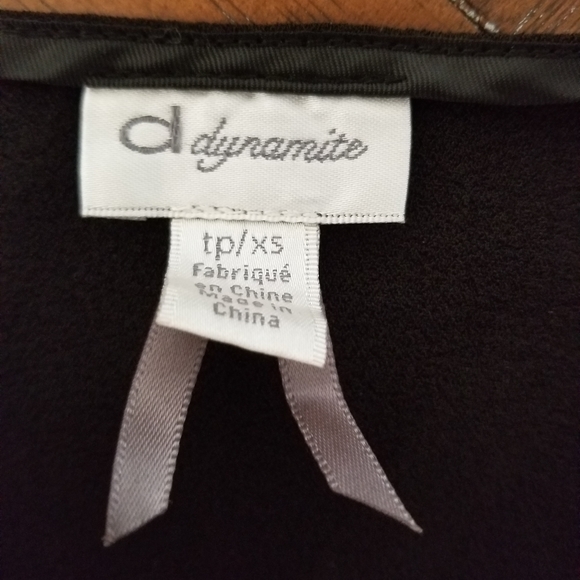 d dynamite
tp/xs
Fabriqué
en Chine
Made in
China